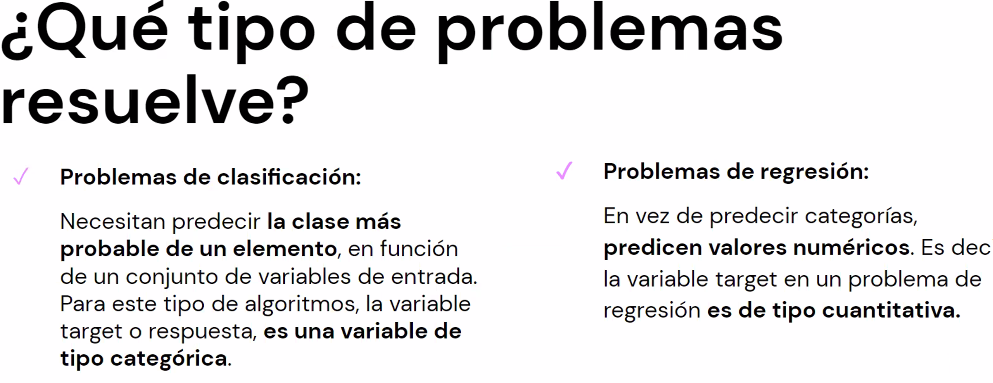 ¿Qué tipo de problemas
resuelve?
✓ Problemas de clasificación:
Necesitan predecir la clase más
probable de un elemento, en función
de un conjunto de variables de entrada.
Para este tipo de algoritmos, la variable
target o respuesta, es una variable de
tipo categórica.
✓ Problemas de regresión:
En vez de predecir categorías,
predicen valores numéricos. Es dec
la variable target en un problema de
regresión es de tipo cuantitativa.